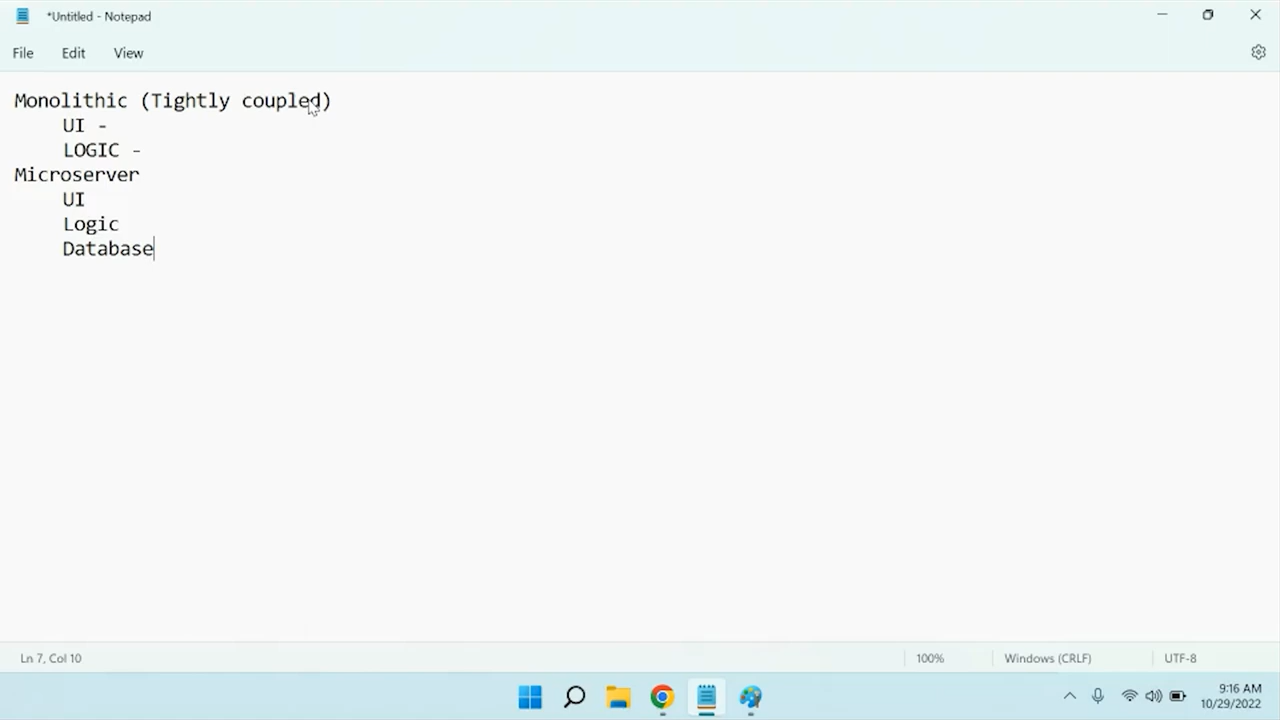 *Untitled - Notepad
File Edit View
Monolithic (Tightly coupled)
UI -
LOGIC -
Microserver
UI
Logic
Database
Ln 7, Col 10 100% Windows (CRLF) UTF-8
9:16 AM
10/29/2022